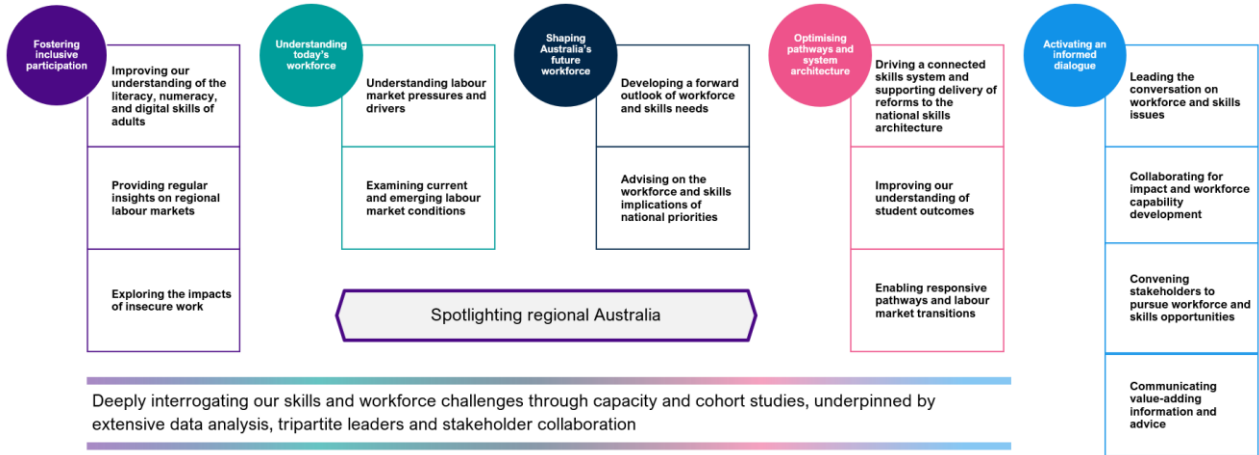 Fostering
inclusive
participation
Improving our
understanding of the
literacy, numeracy,
and digital skills of
adults
Providing regular
insights on regional
labour markets
Exploring the impacts
of insecure work
Understanding
today's
workforce
Understanding labour
market pressures and
drivers
Examining current
and emerging labour
market conditions
Shaping
Australia's
future
workforce
Developing a forward
outlook of workforce
and skills needs
Advising on the
workforce and skills
implications of
national priorities
Optimising
pathways and
system
architecture
Driving a connected
skills system and
supporting delivery of
reforms to the
national skills
architecture
Improving our
understanding of
student outcomes
Enabling responsive
pathways and labour
market transitions
Activating an
informed
dialogue
Leading the
conversation on
workforce and skills
issues
Collaborating for
impact and workforce
capability
development
Convening
stakeholders to
pursue workforce and
skills opportunities
Communicating
value-adding
information and
advice
Spotlighting regional Australia
Deeply interrogating our skills and workforce challenges through capacity and cohort studies, underpinned by
extensive data analysis, tripartite leaders and stakeholder collaboration